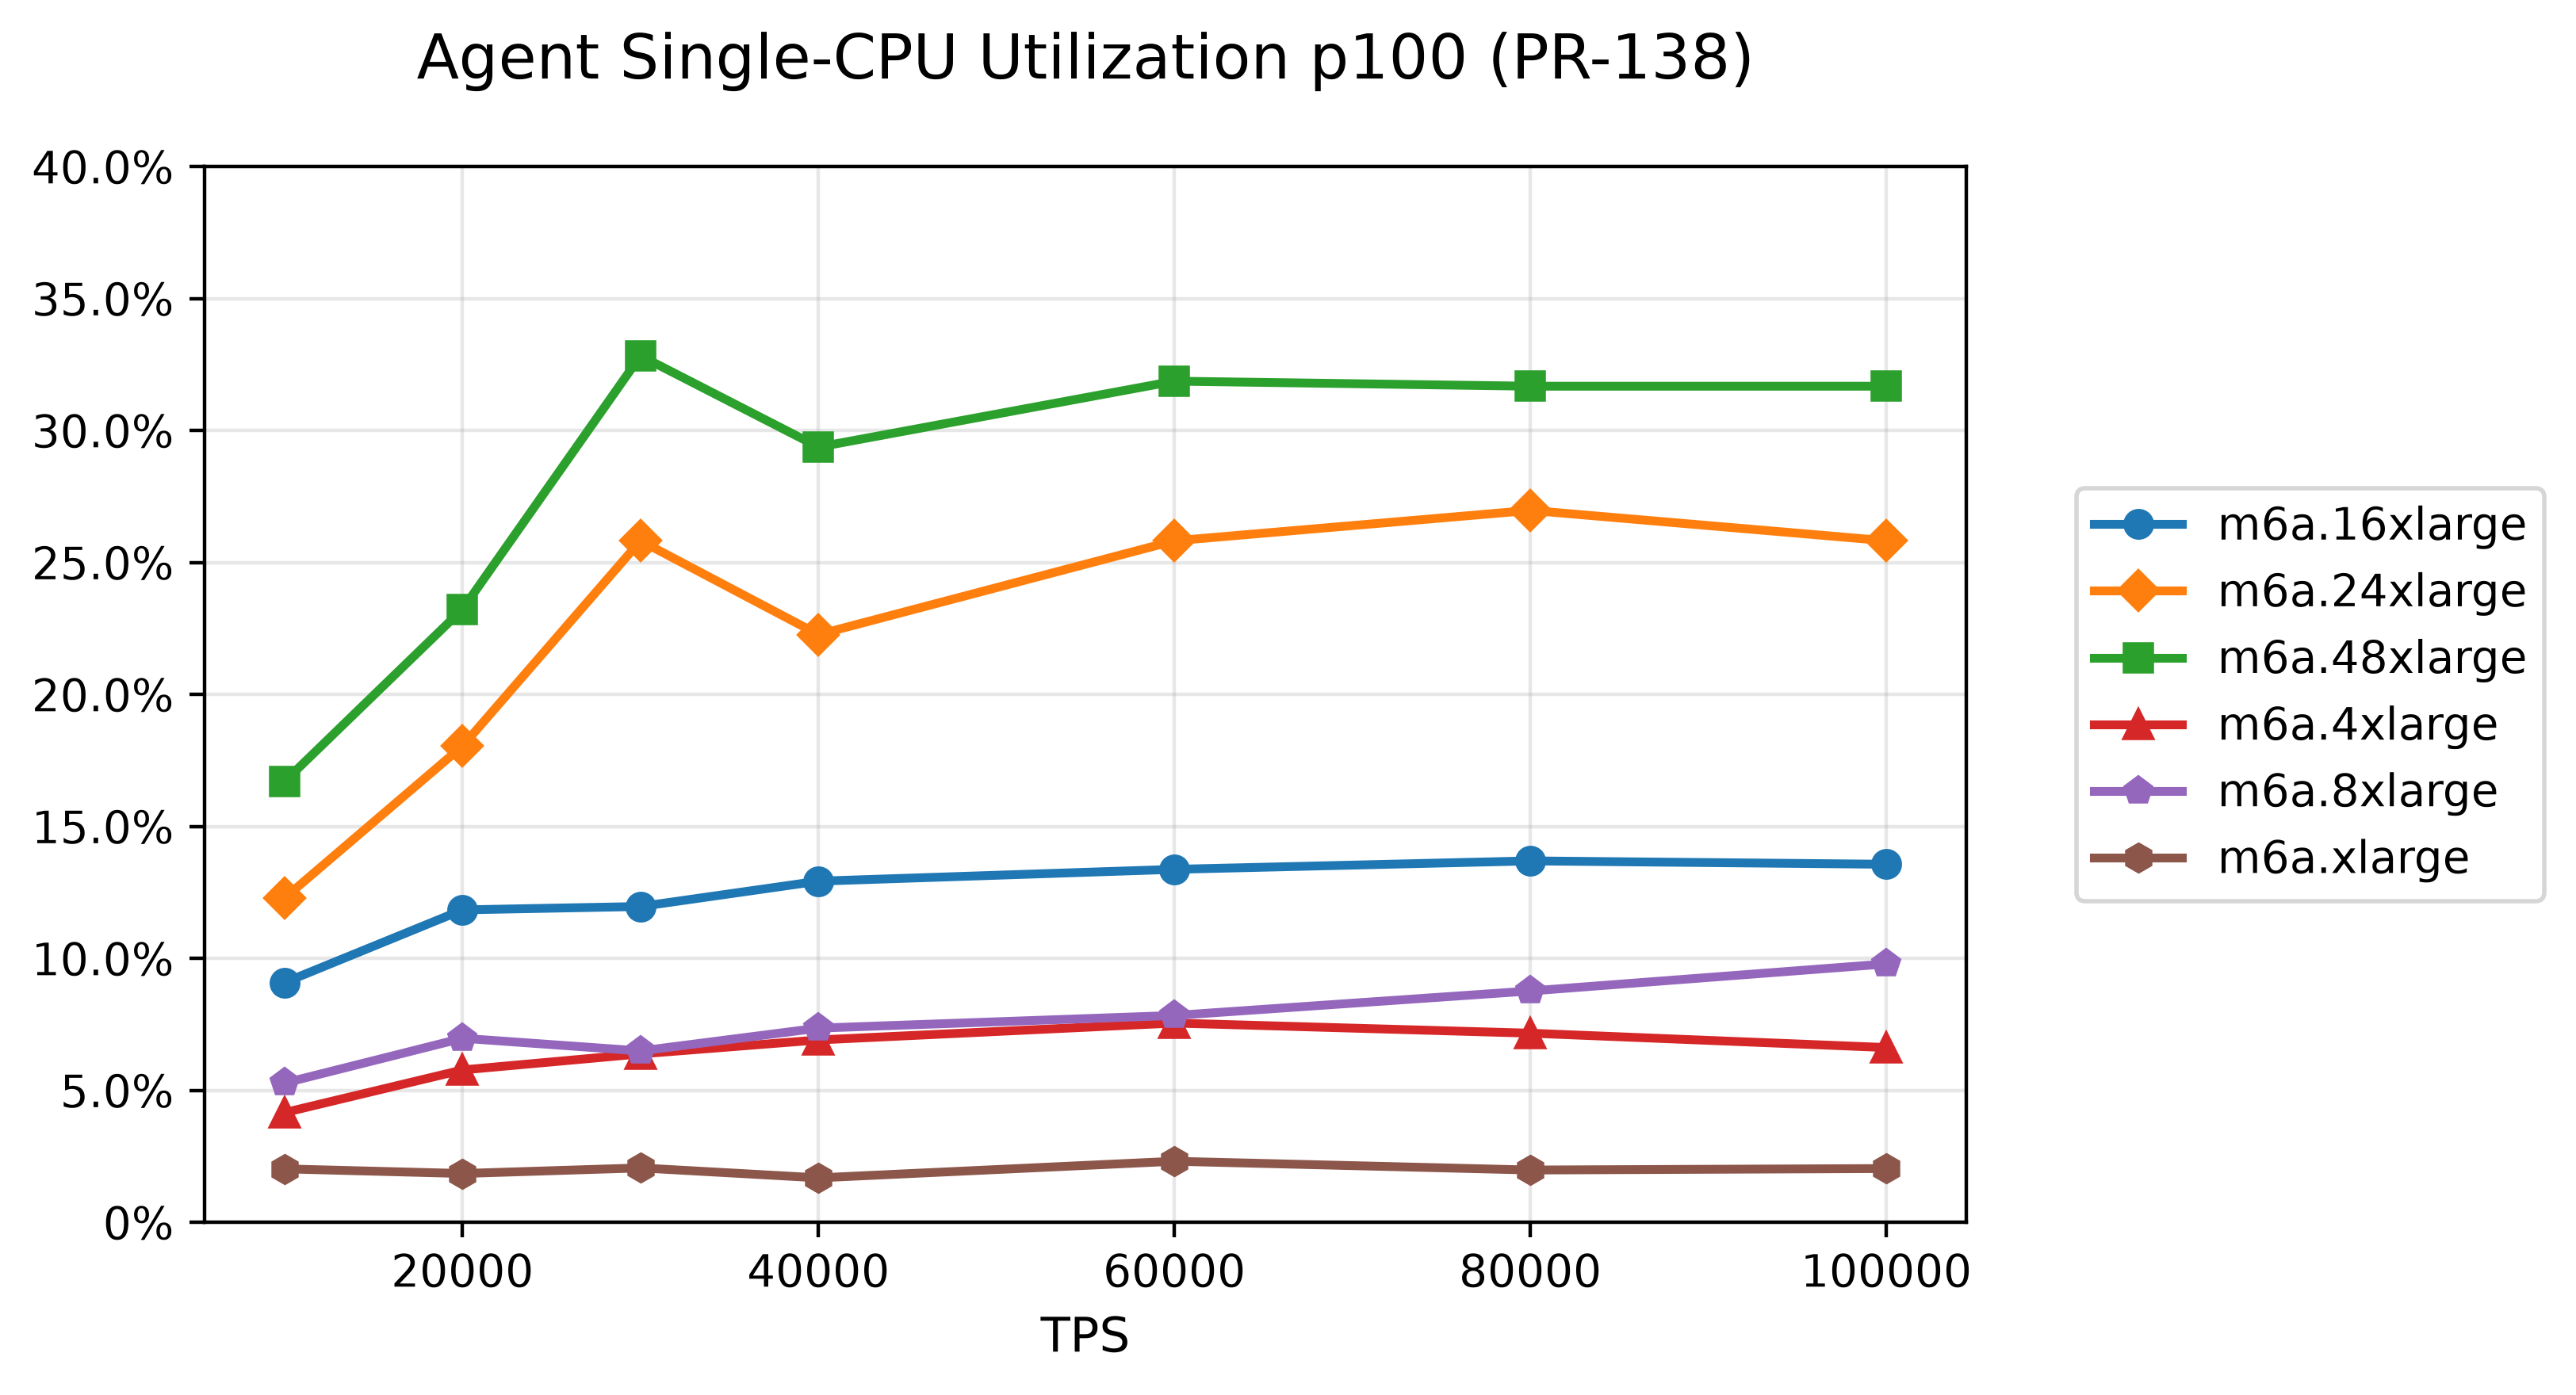 Agent Single-CPU Utilization p100 (PR-138)
40.0%
35.0%
30.0%
25.0%
20.0%
15.0%
10.0%
5.0%
0%
20000 40000 60000 80000 100000
TPS
m6a.16xlarge
m6a.24xlarge
m6a.48xlarge
m6a.4xlarge
m6a.8xlarge
m6a.xlarge